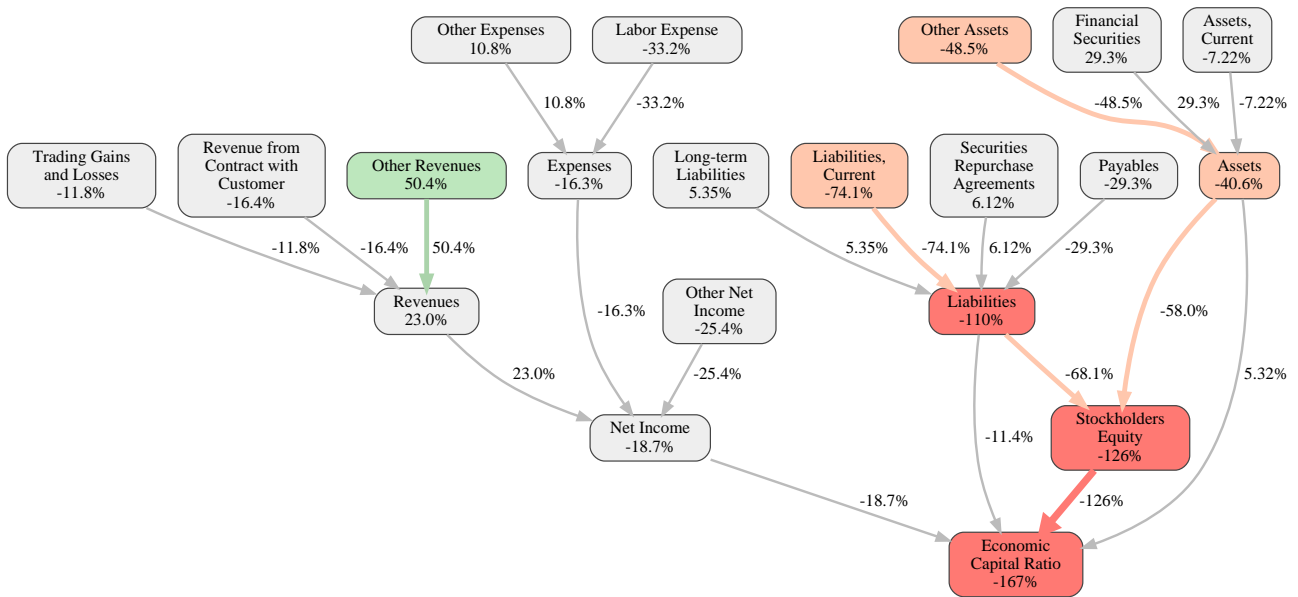 Other Expenses
10.8%
Labor Expense
-33.2%
Other Assets
-48.5%
Financial
Securities
29.3%
Assets,
Current
-7.22%
10.8%
-33.2%
-48.5%
29.3%
-7.22%
Trading Gains
and Losses
-11.8%
Revenue from
Contract with
Customer
-16.4%
Other Revenues
50.4%
Expenses
-16.3%
Long-term
Liabilities
5.35%
Liabilities,
Current
-74.1%
Securities
Repurchase
Agreements
6.12%
Payables
-29.3%
Assets
-40.6%
-11.8%
-16.4%
50.4%
5.35%
-74.1%
6.12%
-29.3%
Revenues
23.0%
-16.3%
Other Net
Income
-25.4%
Liabilities
-110%
-58.0%
23.0%
-25.4%
-68.1%
5.32%
Net Income
-18.7%
-11.4%
Stockholders
Equity
-126%
-18.7%
-126%
Economic
Capital Ratio
-167%